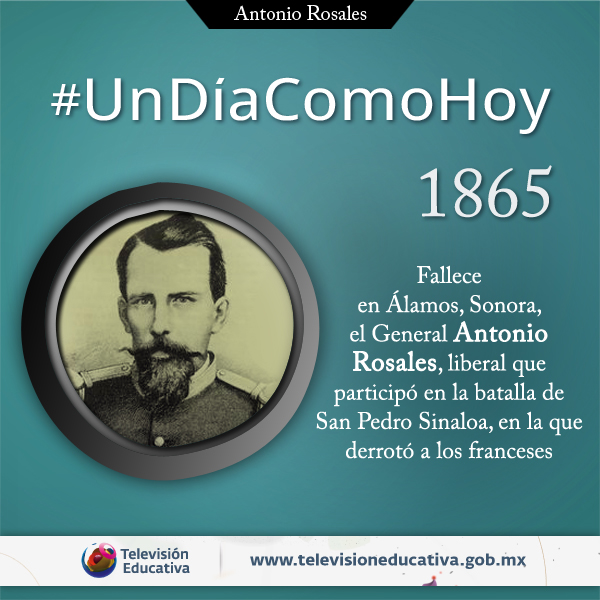 Antonio Rosales
#UnDíaComoHoy
1865
Fallece
en Álamos, Sonora,
el General Antonio
Rosales, liberal que
participó en la batalla de
San Pedro Sinaloa, en la que
derrotó a los franceses
Televisión
Educativa
www.televisioneducativa.gob.mx